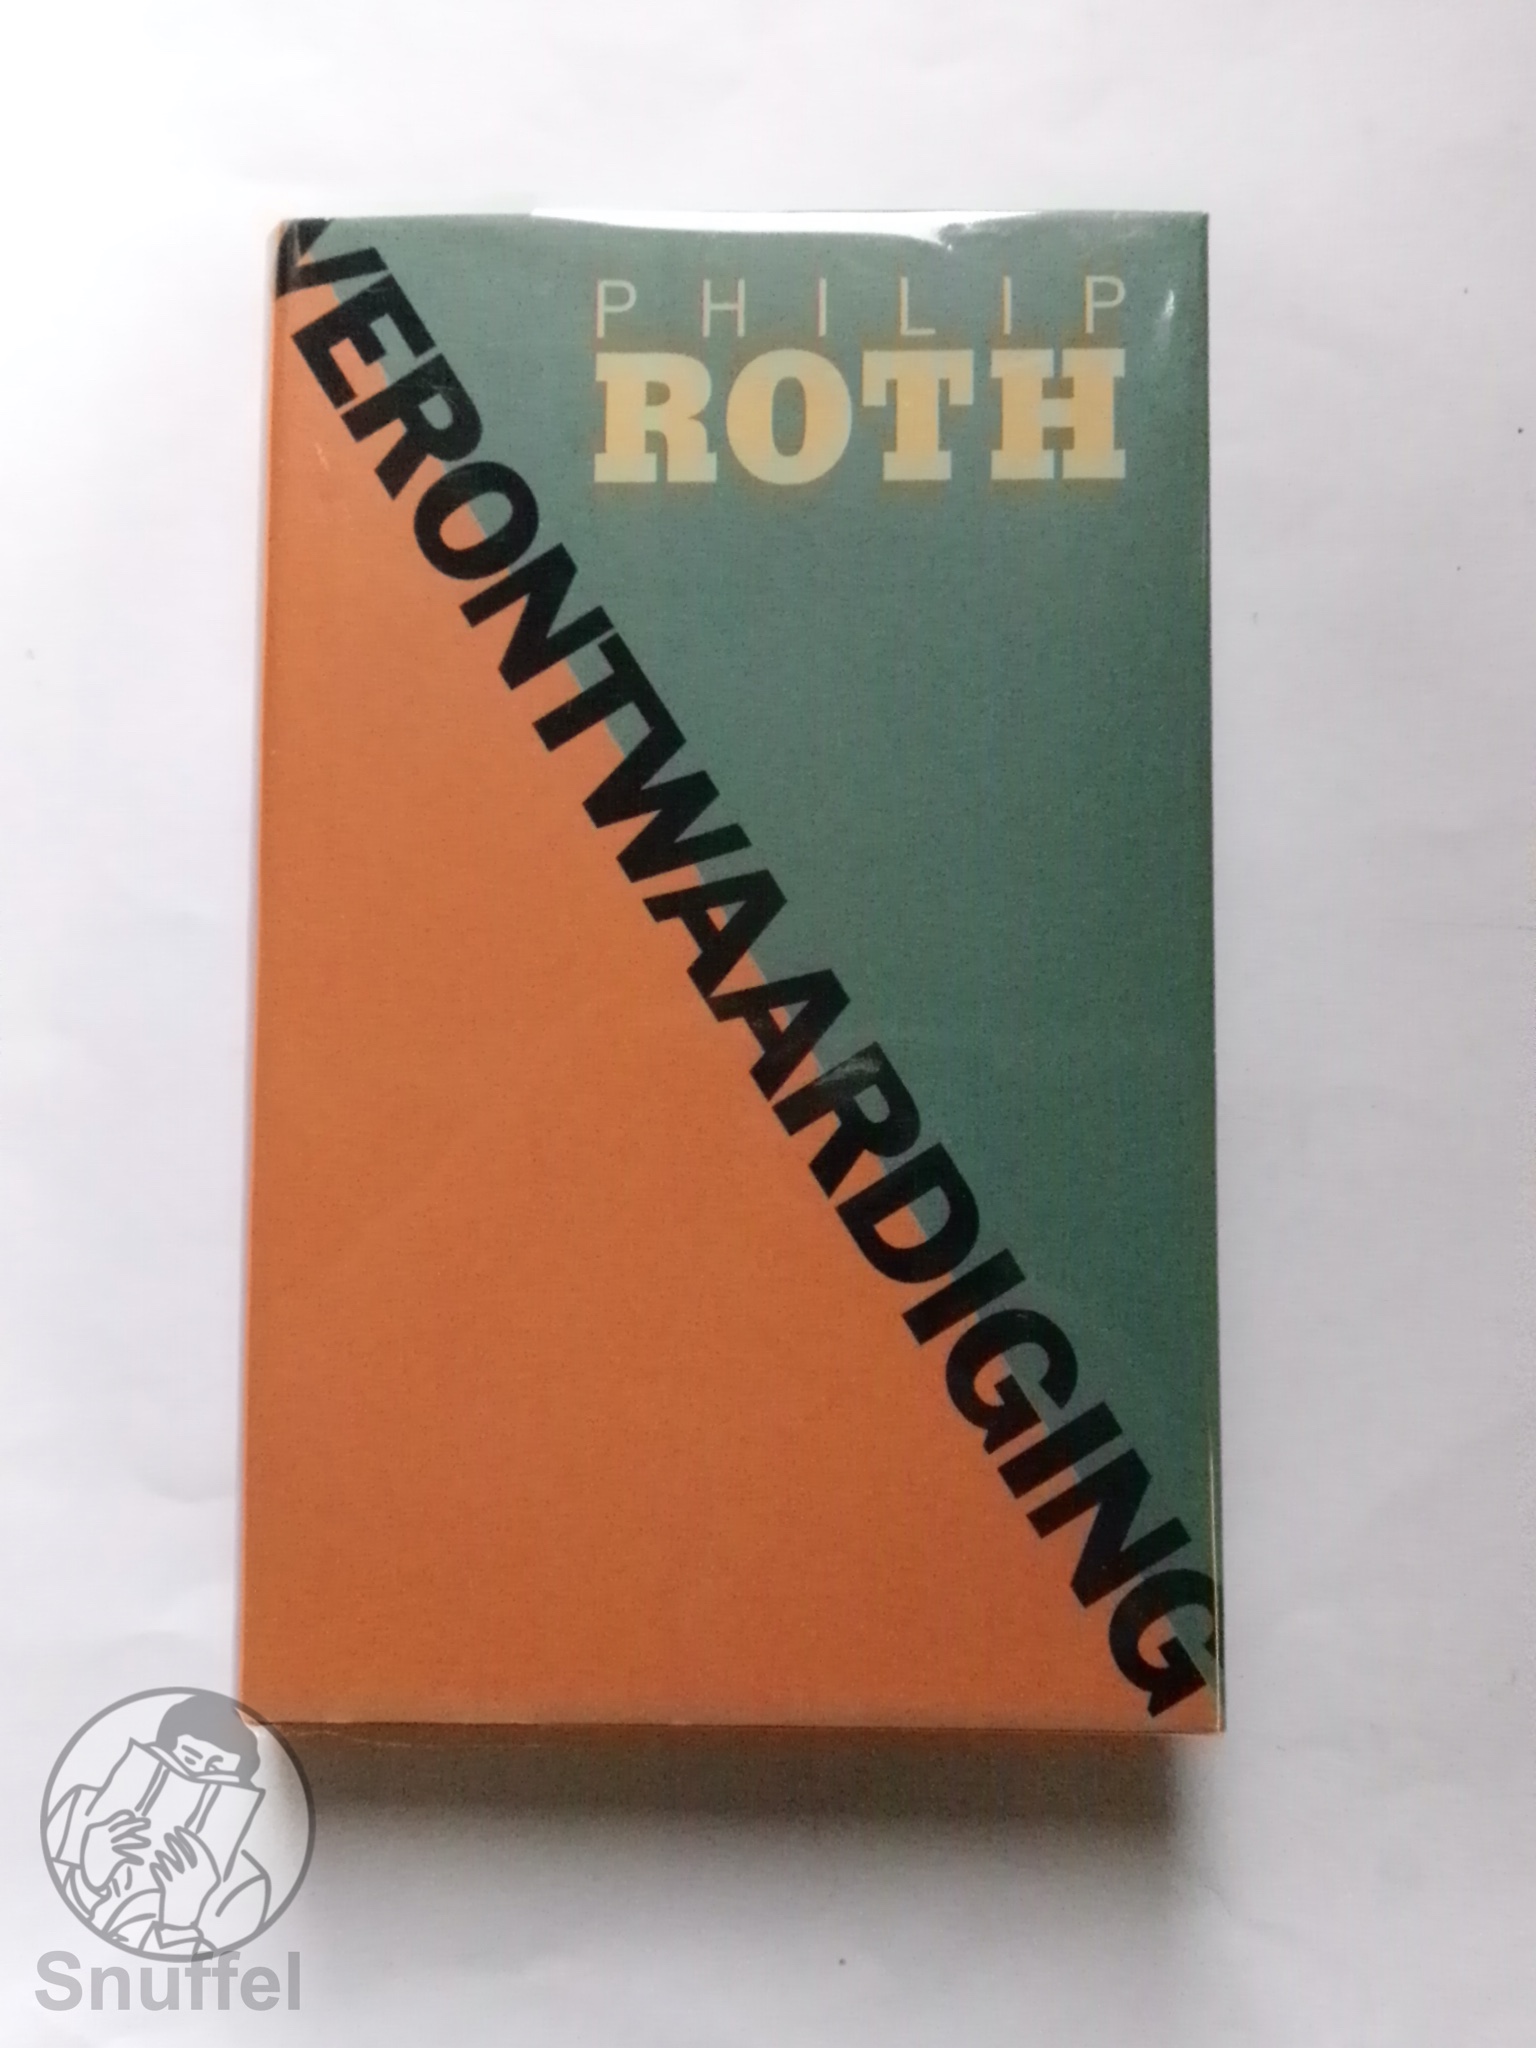 PHILIP
ROTH
VERONTWAARDIGING
Snuffel